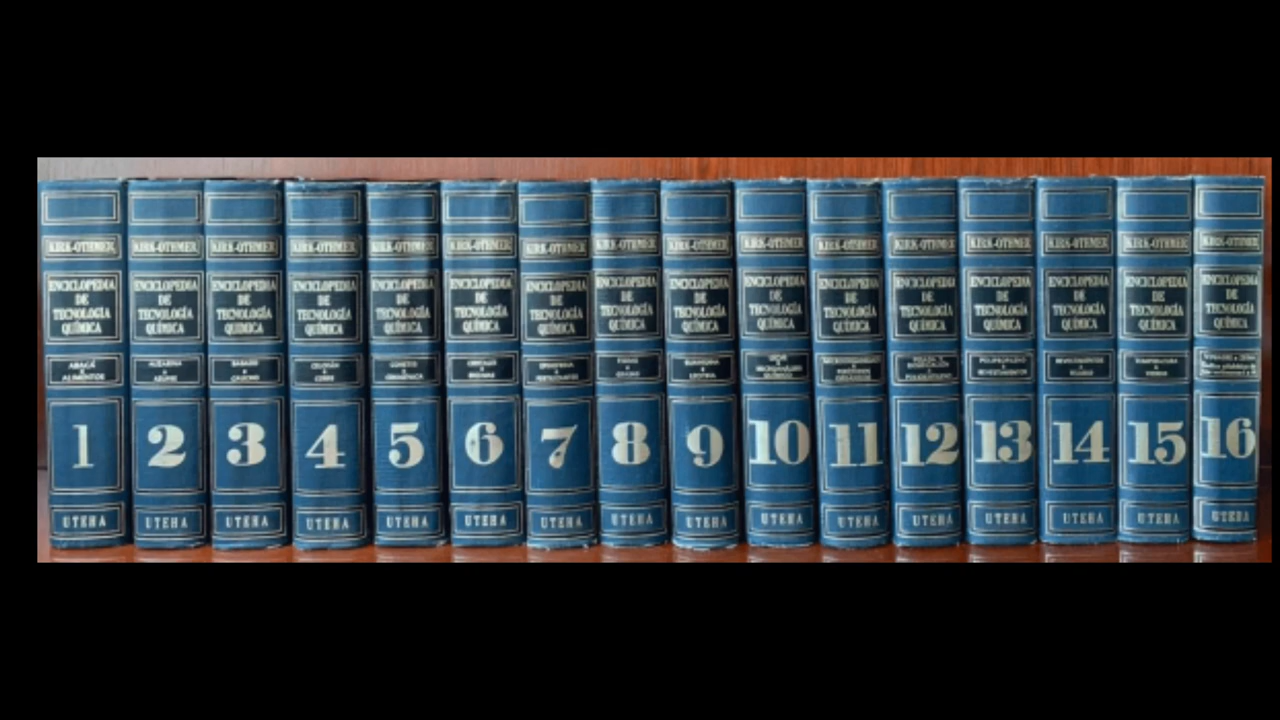 KIRK-OTHMER
ENCICLOPEDIA
DE
TECNOLOGÍA
QUÍMICA
ABACÁ
a
ALIMENTOS
1
UTEHA
KIRK-OTHMER
ENCICLOPEDIA
DE
TECNOLOGÍA
QUÍMICA
2
UTEHA
KIRK-OTHMER
ENCICLOPEDIA
DE
TECNOLOGÍA
QUÍMICA
3
UTEHA
KIRK-OTHMER
ENCICLOPEDIA
DE
TECNOLOGÍA
QUÍMICA
4
UTEHA
KIRK-OTHMER
ENCICLOPEDIA
DE
TECNOLOGÍA
QUÍMICA
5
UTEHA
KIRK-OTHMER
ENCICLOPEDIA
DE
TECNOLOGÍA
QUÍMICA
6
UTEHA
KIRK-OTHMER
ENCICLOPEDIA
DE
TECNOLOGÍA
QUÍMICA
7
UTEHA
KIRK-OTHMER
ENCICLOPEDIA
DE
TECNOLOGÍA
QUÍMICA
8
UTEHA
KIRK-OTHMER
ENCICLOPEDIA
DE
TECNOLOGÍA
QUÍMICA
9
UTEHA
KIRK-OTHMER
ENCICLOPEDIA
DE
TECNOLOGÍA
QUÍMICA
10
UTEHA
KIRK-OTHMER
ENCICLOPEDIA
DE
TECNOLOGÍA
QUÍMICA
11
UTEHA
KIRK-OTHMER
ENCICLOPEDIA
DE
TECNOLOGÍA
QUÍMICA
12
UTEHA
KIRK-OTHMER
ENCICLOPEDIA
DE
TECNOLOGÍA
QUÍMICA
POLIPROPILENO
a
REVESTIMIENTOS
13
UTEHA
KIRK-OTHMER
ENCICLOPEDIA
DE
TECNOLOGÍA
QUÍMICA
REVESTIMIENTOS
14
UTEHA
KIRK-OTHMER
ENCICLOPEDIA
DE
TECNOLOGÍA
QUÍMICA
15
UTEHA
KIRK-OTHMER
ENCICLOPEDIA
DE
TECNOLOGÍA
QUÍMICA
16
UTEHA